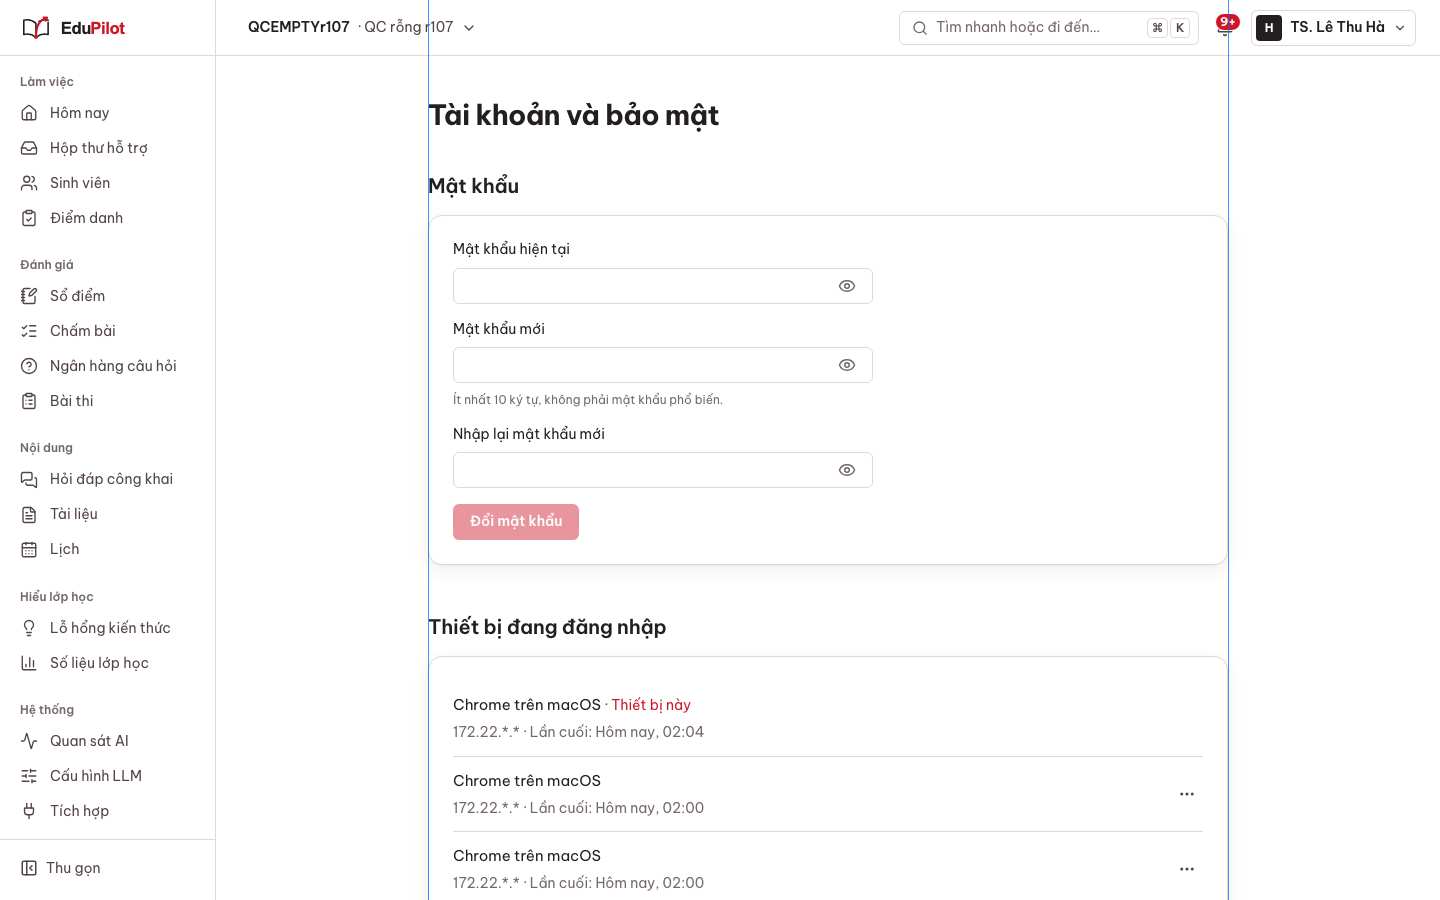 EduPilot
QCEMPTYr107 · QC rỗng r107
Tìm nhanh hoặc đi đến...
⌘ K
9+
H
TS. Lê Thu Hà
Làm việc
Hôm nay
Hộp thư hỗ trợ
Sinh viên
Điểm danh
Đánh giá
Sổ điểm
Chấm bài
Ngân hàng câu hỏi
Bài thi
Nội dung
Hỏi đáp công khai
Tài liệu
Lịch
Hiểu lớp học
Lỗ hổng kiến thức
Số liệu lớp học
Hệ thống
Quan sát AI
Cấu hình LLM
Tích hợp
Thu gọn
Tài khoản và bảo mật
Mật khẩu
Mật khẩu hiện tại
Mật khẩu mới
Ít nhất 10 ký tự, không phải mật khẩu phổ biến.
Nhập lại mật khẩu mới
Đổi mật khẩu
Thiết bị đang đăng nhập
Chrome trên macOS · Thiết bị này
172.22.*.* · Lần cuối: Hôm nay, 02:04
Chrome trên macOS
172.22.*.* · Lần cuối: Hôm nay, 02:00
Chrome trên macOS
172.22.*.* · Lần cuối: Hôm nay, 02:00